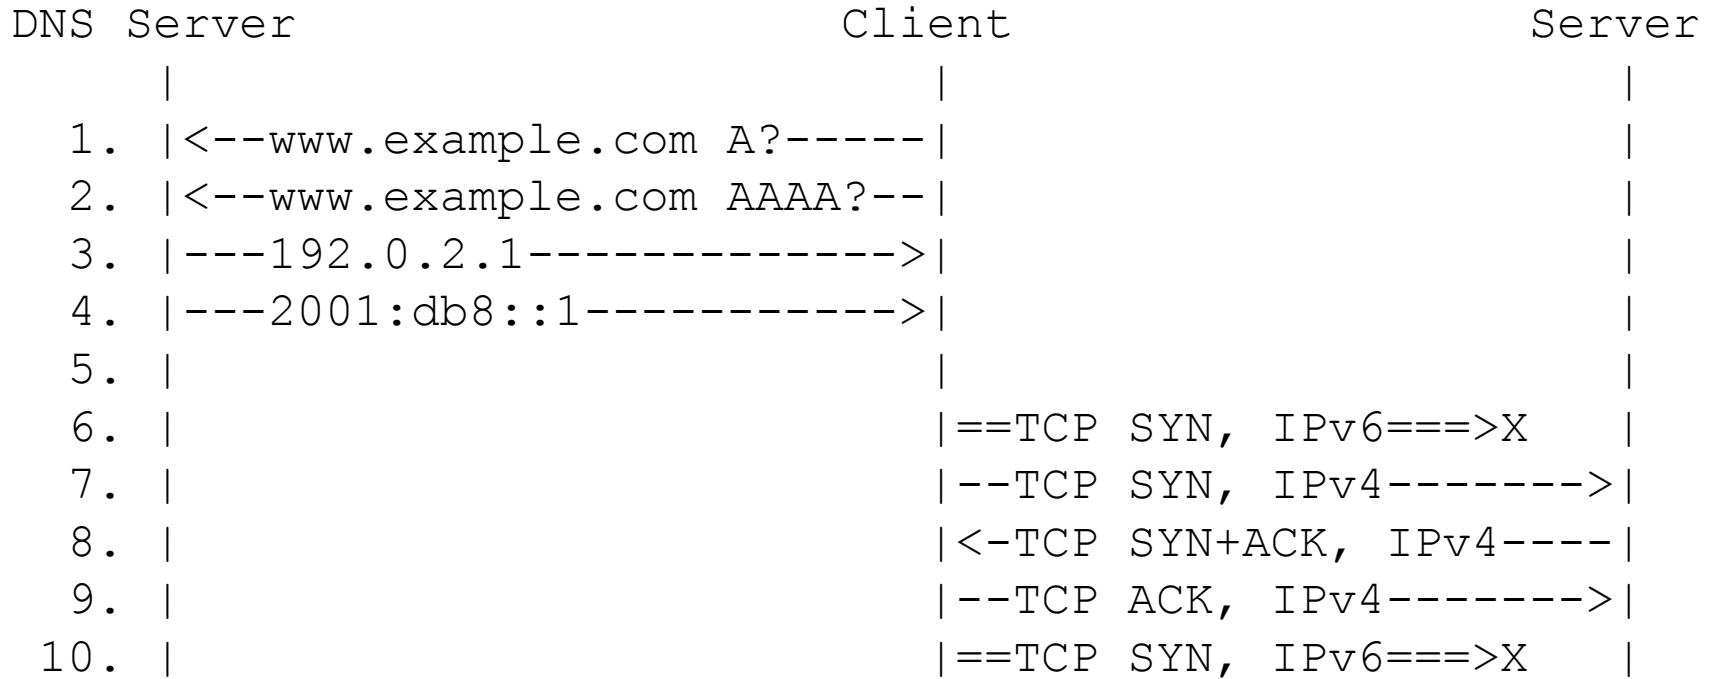 DNS Server                   Client                  Server
     |                          |                       |
  1. |<--www.example.com A?-----|                       |
  2. |<--www.example.com AAAA?--|                       |
  3. |---192.0.2.1------------->|                       |
  4. |---2001:db8::1----------->|                       |
  5. |                          |                       |
  6. |                          |==TCP SYN, IPv6===>X   |
  7. |                          |--TCP SYN, IPv4------->|
  8. |                          |<-TCP SYN+ACK, IPv4----|
  9. |                          |--TCP ACK, IPv4------->|
 10. |                          |==TCP SYN, IPv6===>X   |